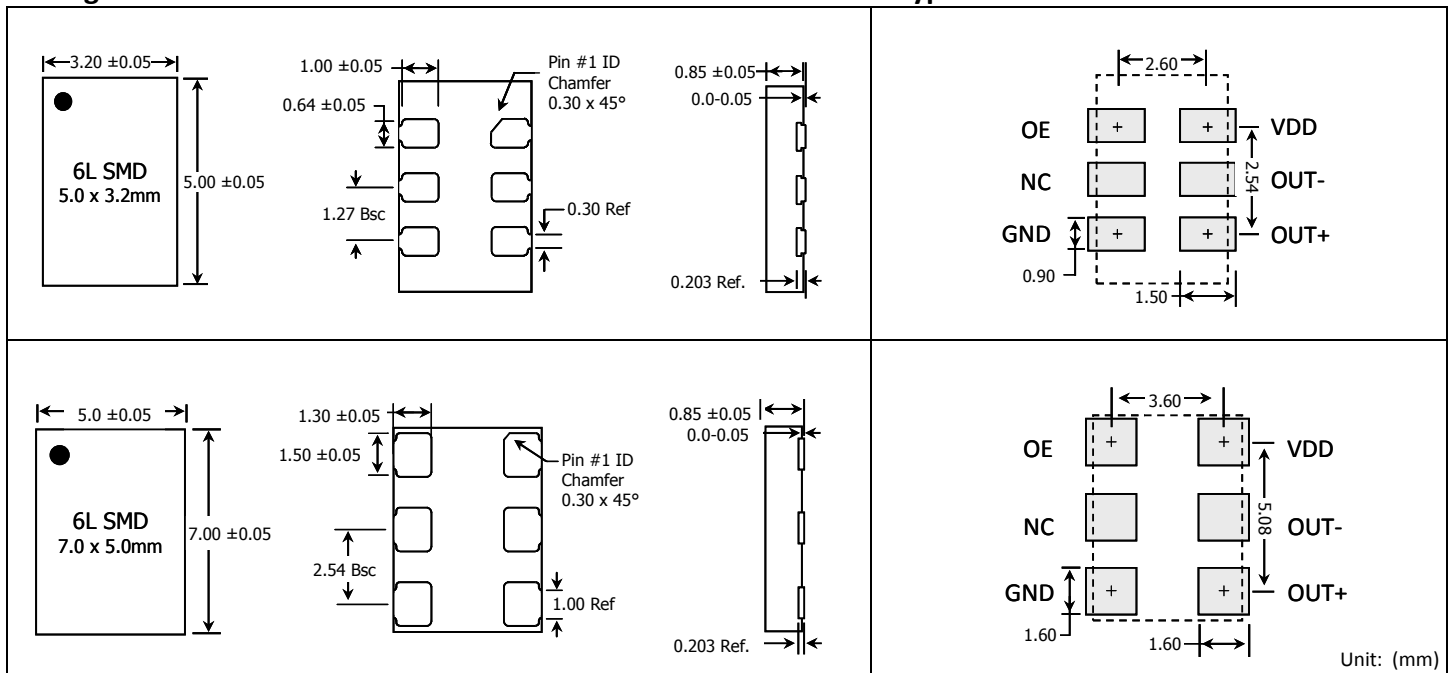 3.20 ±0.05
6L SMD
5.0 x 3.2mm
5.00 ±0.05
1.00 ±0.05
0.64 ±0.05
1.27 Bsc
Pin #1 ID
Chamfer
0.30 x 45°
0.30 Ref
0.85 ±0.05
0.0-0.05
0.203 Ref.
2.60
OE
VDD
NC
OUT-
2.54
GND
OUT+
0.90
1.50
5.0 ±0.05
6L SMD
7.0 x 5.0mm
7.00 ±0.05
1.30 ±0.05
1.50 ±0.05
2.54 Bsc
Pin #1 ID
Chamfer
0.30 x 45°
1.00 Ref
0.85 ±0.05
0.0-0.05
0.203 Ref.
3.60
OE
VDD
NC
OUT-
5.08
GND
OUT+
1.60
1.60
Unit: (mm)